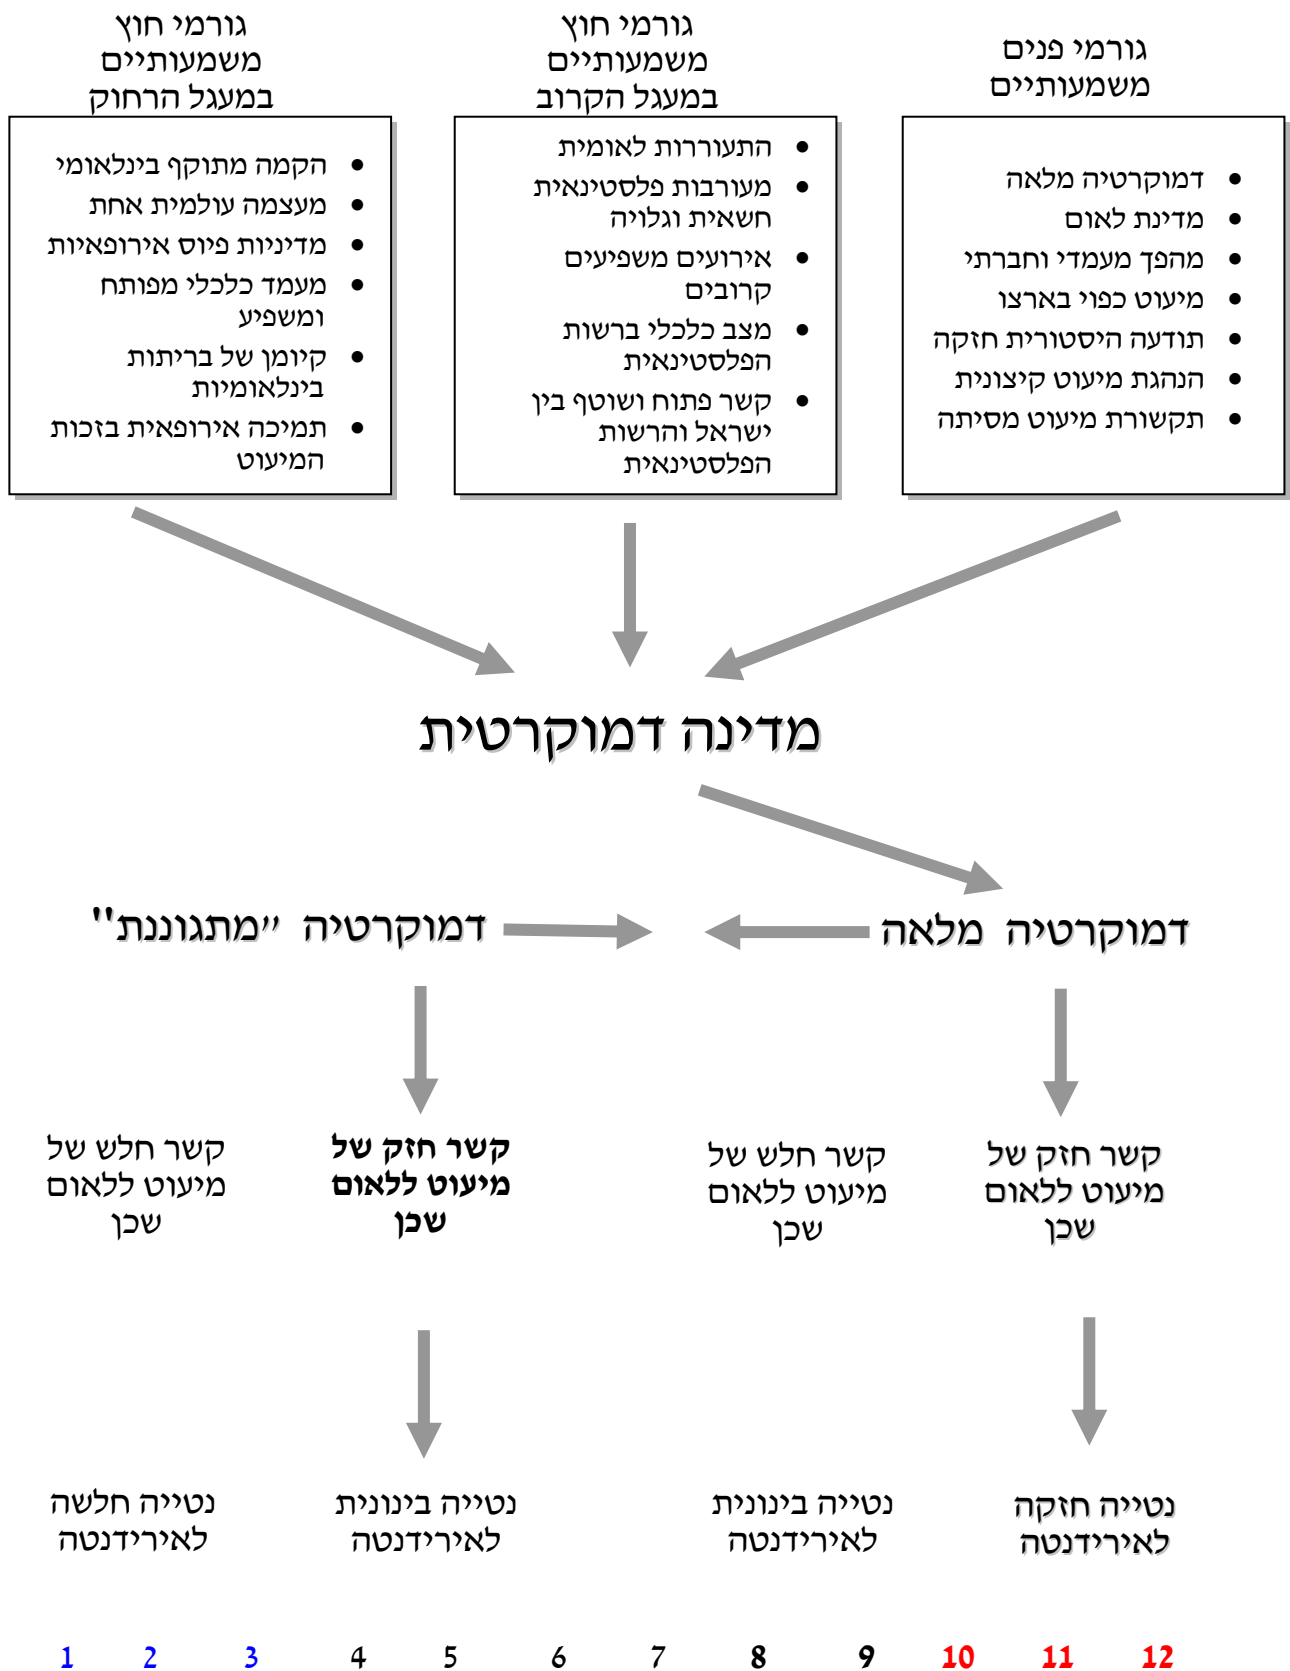 גורמי פנים
משמעותיים
• דמוקרטיה מלאה
• מדינת לאום
• מהפך מעמדי וחברתי
• מיעוט כפוי בארצו
• תודעה היסטורית חזקה
• הנהגת מיעוט קיצונית
• תקשורת מיעוט מסיתה
גורמי חוץ
משמעותיים
במעגל הקרוב
• התעוררות לאומית
• מעורבות פלסטינאית
חשאית וגלויה
• אירועים משפיעים
קרובים
• מצב כלכלי ברשות
הפלסטינאית
• קשר פתוח ושוטף בין
ישראל והרשות
הפלסטינאית
גורמי חוץ
משמעותיים
במעגל הרחוק
• הקמה מתוקף בינלאומי
• מעצמה עולמית אחת
• מדיניות פיוס אירופאיות
• מעמד כלכלי מפותח
ומשפיע
• קיומן של בריתות
בינלאומיות
• תמיכה אירופאית בזכות
המיעוט
מדינה דמוקרטית
דמוקרטיה מלאה
דמוקרטיה ״מתגוננת"
קשר חזק של
מיעוט ללאום
שכן
קשר חלש של
מיעוט ללאום
שכן
קשר חזק של
מיעוט ללאום
שכן
קשר חלש של
מיעוט ללאום
שכן
נטייה חזקה
לאירידנטה
נטייה בינונית
לאירידנטה
נטייה בינונית
לאירידנטה
נטייה חלשה
לאירידנטה
1 2 3 4 5 6 7 8 9 10 11 12